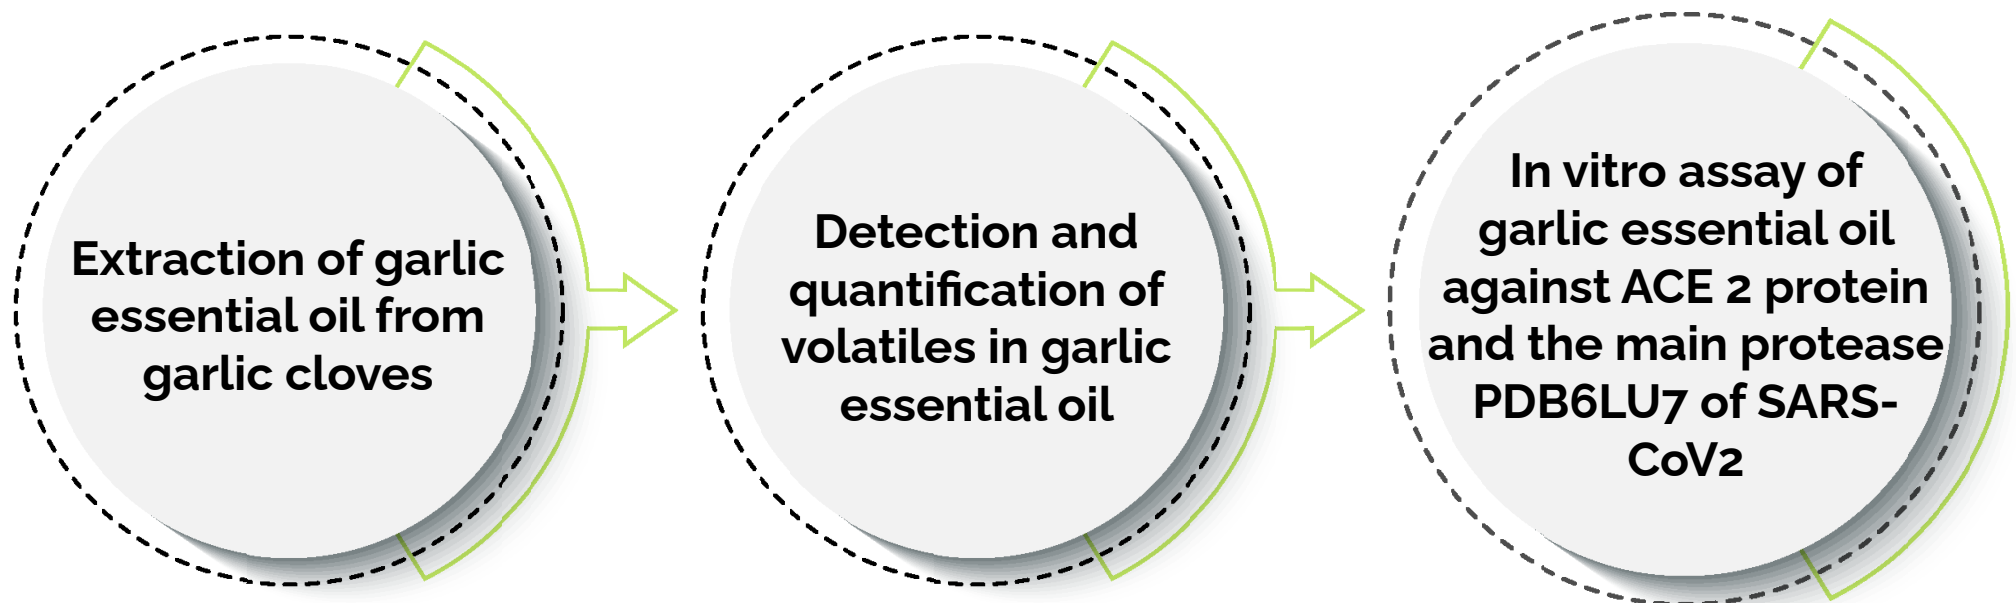 Extraction of garlic
essential oil from
garlic cloves
Detection and
quantification of
volatiles in garlic
essential oil
In vitro assay of
garlic essential oil
against ACE 2 protein
and the main protease
PDB6LU7 of SARS-
CoV2